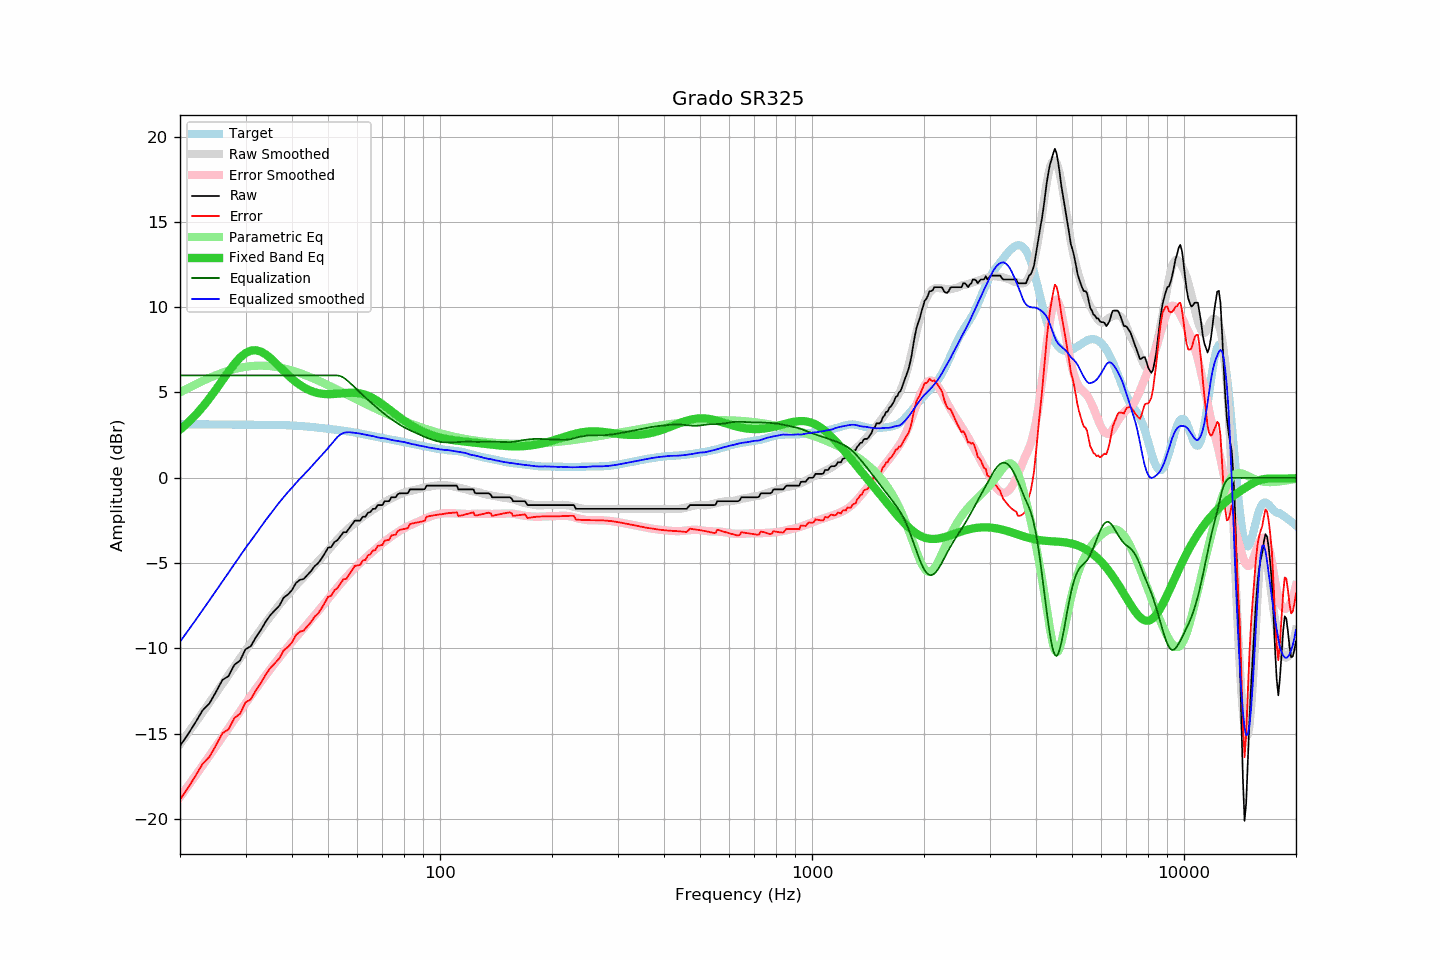 Grado SR325
Target
Raw Smoothed
Error Smoothed
Raw
Error
Parametric Eq
Fixed Band Eq
Equalization
Equalized smoothed
Amplitude (dBr)
20
15
10
5
0
−5
−10
−15
−20
100
1000
10000
Frequency (Hz)